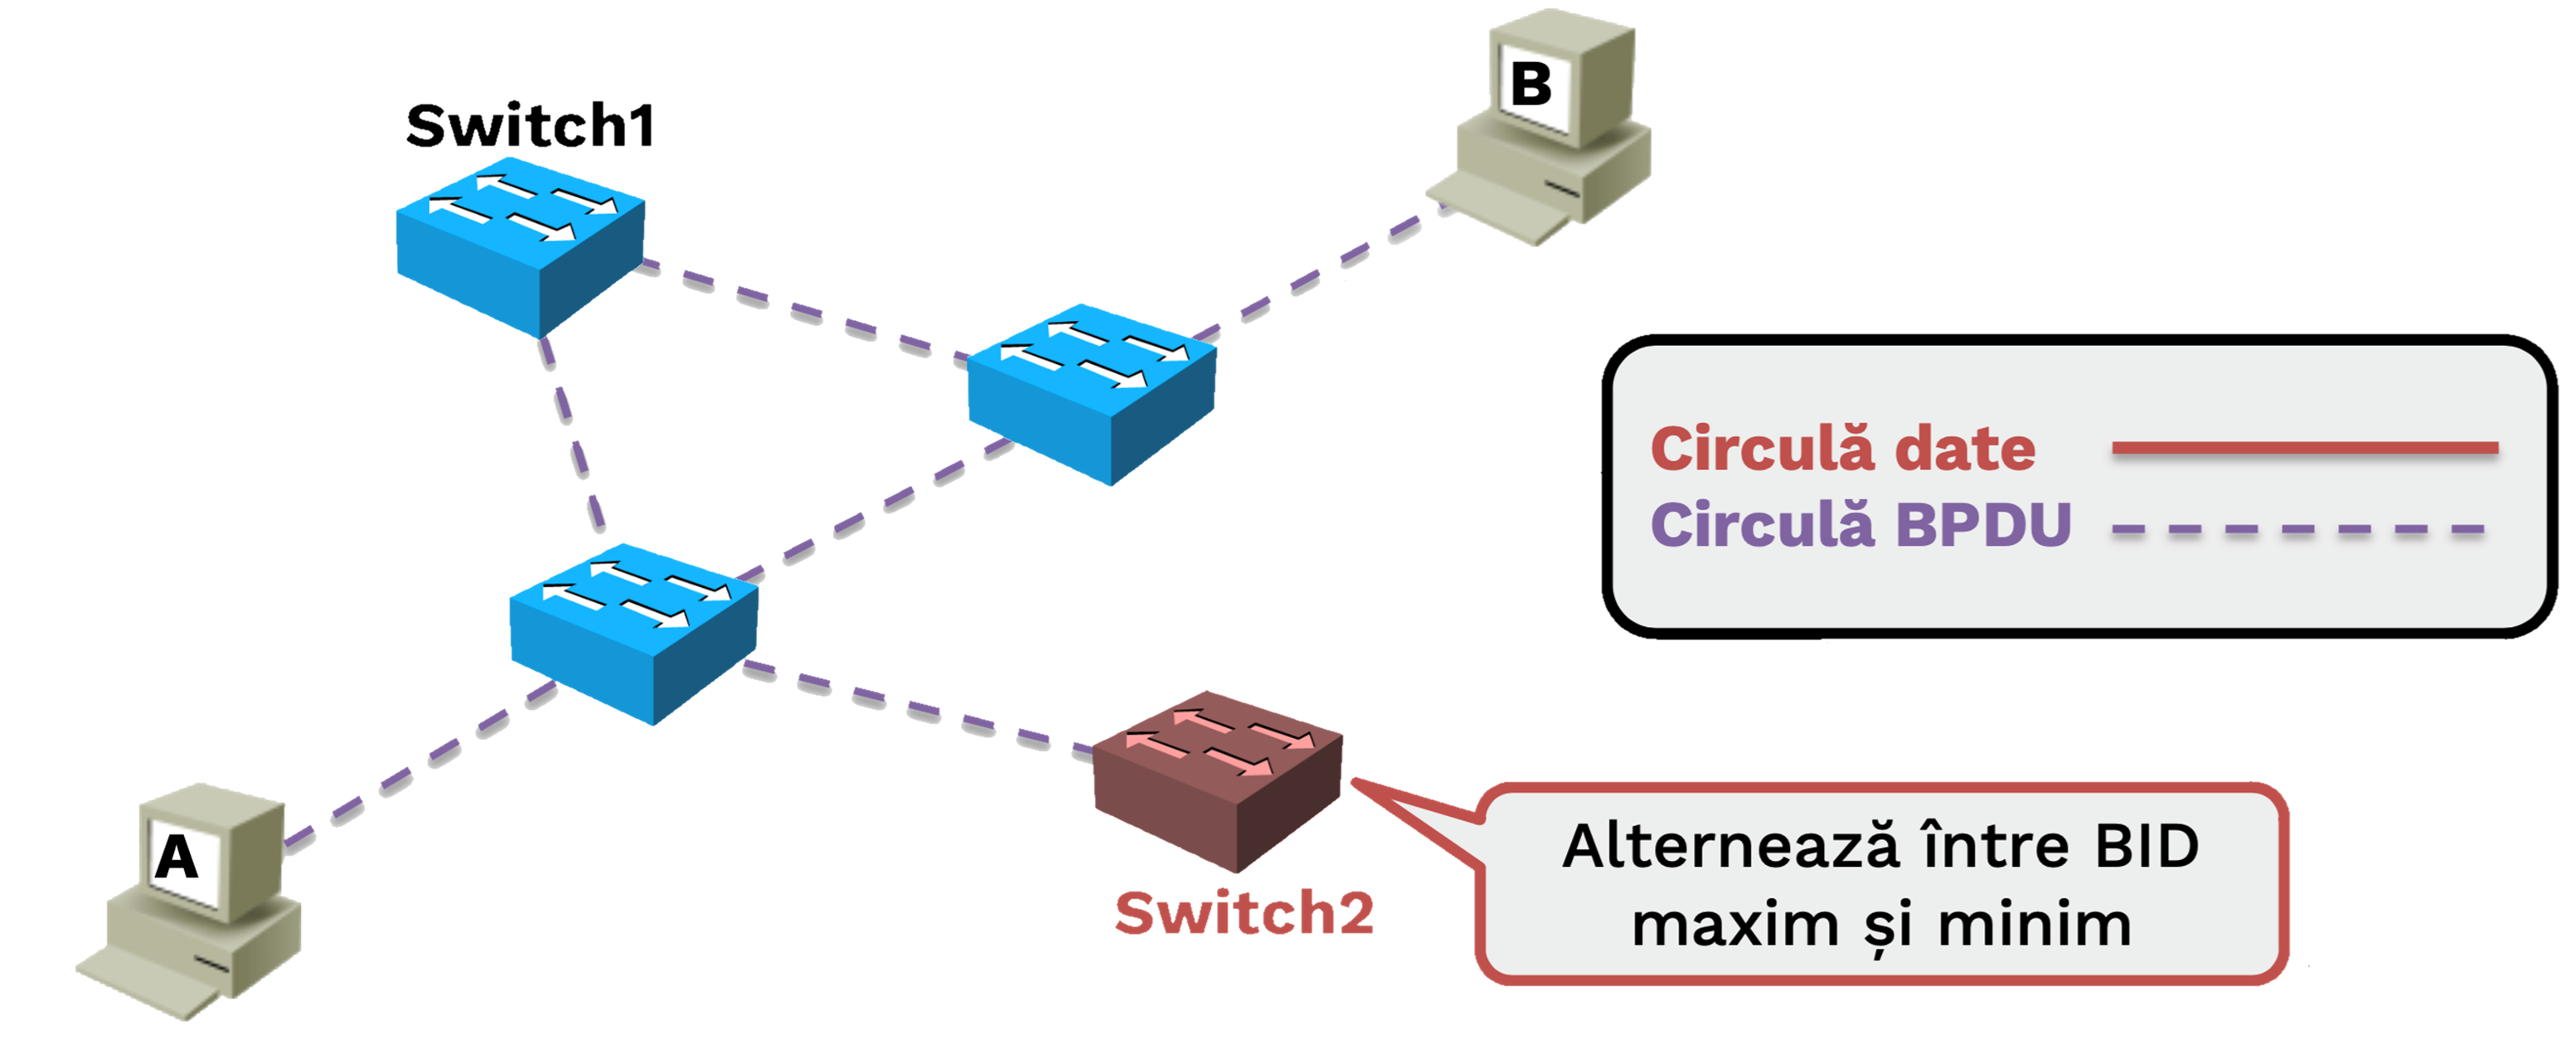 Switch1
B
Circulă date
Circulă BPDU
A
Switch2
Alternează între BID
maxim și minim